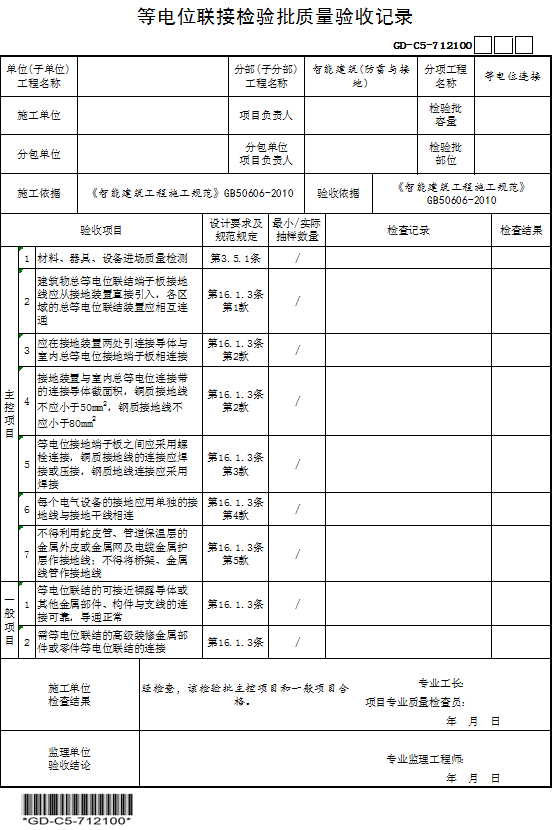 等电位联接检验批质量验收记录
GD-C5-712100
单位(子单位) 分部(子分部) 智能建筑(防雷与接 分项工程 等电位连接
工程名称 工程名称 地) 名称
施工单位 项目负责人 检验批
容量
分包单位 分包单位 检验批
项目负责人 部位
施工依据 《智能建筑工程施工规范》GB50606-2010 验收依据 《智能建筑工程施工规范》
GB50606-2010
验收项目 设计要求及 最小/实际 检查记录 检查结果
规范规定 抽样数量
主控项目
1 材料、器具、设备进场质量检测 第3.5.1条 /
2 建筑物总等电位联结端子板接地
线应从接地装置直接引入，各区
域的总等电位联结装置应相互连
通
第16.1.3条
第1款
/
3 应在接地装置两处引连接导体与
室内总等电位接地端子板相连接
第16.1.3条
第2款
/
4 接地装置与室内总等电位连接带
的连接导体截面积，铜质接地线
不应小于50mm²，钢质接地线不
应小于80mm²
第16.1.3条
第2款
/
5 等电位接地端子板之间应采用螺
栓连接，铜质接地线的连接应焊
接或压接，钢质地线连接应采用
焊接
第16.1.3条
第3款
/
6 每个电气设备的接地应用单独的接
地线与接地干线相连
第16.1.3条
第4款
/
7 不得利用蛇皮管、管道保温层的
金属外皮或金属网及电缆金属护
层作接地线；不得将桥架、金属
线管作接地线
第16.1.3条
第5款
/
一般项目
1 等电位联结的可接近裸露导体或
其他金属部件、构件与支线的连
接可靠，导通正常
第16.1.3条
/
2 需等电位联结的高级装修金属部
件或零件等电位联结的连接
第16.1.3条
/
施工单位
检查结果
经检查，该检验批主控项目和一般项目合
格。
专业工长：
项目专业质量检查员：
年 月 日
监理单位
验收结论
专业监理工程师：
年 月 日
*GD-C5-712100*